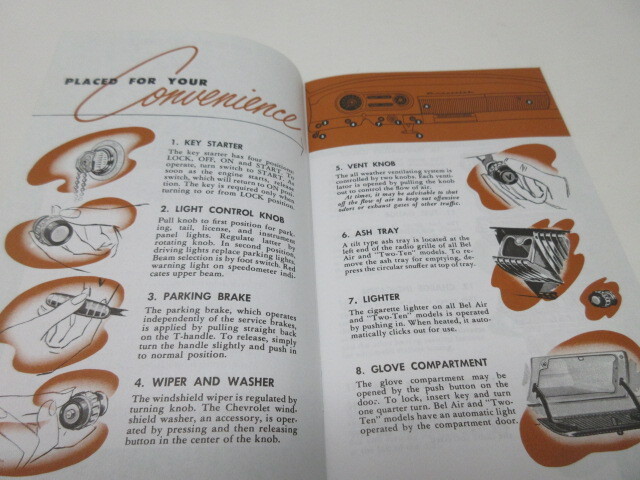 PLACED FOR YOUR
Convenience
1. KEY STARTER
The key starter has four positions,
LOCK, OFF, ON and START. To
operate, turn switch to START. As
soon as the engine starts, release
switch, which will return to ON posi-
tion. The key is required only when
turning to or from LOCK position.
2. LIGHT CONTROL KNOB
Pull knob to first position for park-
ing, tail, license, and instrument
panel lights. Regulate latter by
rotating knob. In second position,
driving lights replace parking lights.
Beam selection is by foot switch. Red
warning light on speedometer indi-
cates upper beam.
3. PARKING BRAKE
The parking brake, which operates
independently of the service brakes,
is applied by pulling straight back
on the T-handle. To release, simply
turn the handle slightly and push in
to normal position.
4. WIPER AND WASHER
The windshield wiper is regulated by
turning knob. The Chevrolet wind-
shield washer, an accessory, is oper-
ated by pressing and then releasing
button in the center of the knob.
5. VENT KNOB
The all weather ventilating system is
controlled by two knobs. Each venti-
lator is opened by pulling the knob
out to control the flow of air.
At times, it may be advisable to shut
off the flow of air to keep out offensive
odors or exhaust gases of other traffic.
6. ASH TRAY
A tilt type ash tray is located at the
left end of the radio grille of all Bel
Air and "Two-Ten" models. To re-
move the ash tray for emptying, de-
press the circular snuffer at top of tray.
7. LIGHTER
The cigarette lighter on all Bel Air
and "Two-Ten" models is operated
by pushing in. When heated, it auto-
matically clicks out for use.
8. GLOVE COMPARTMENT
The glove compartment may be
opened by the push button on the
door. To lock, insert key and turn
one quarter turn. Bel Air and "Two-
Ten" models have an automatic light
operated by the compartment door.